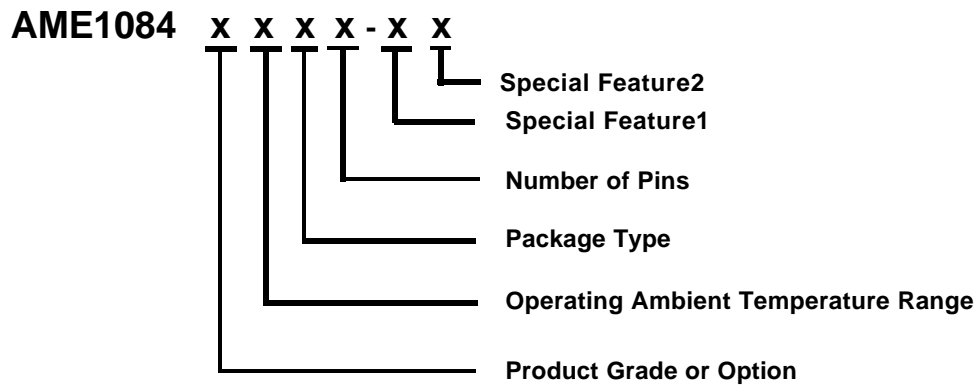 AME1084 x x x x - x x
Special Feature2
Special Feature1
Number of Pins
Package Type
Operating Ambient Temperature Range
Product Grade or Option